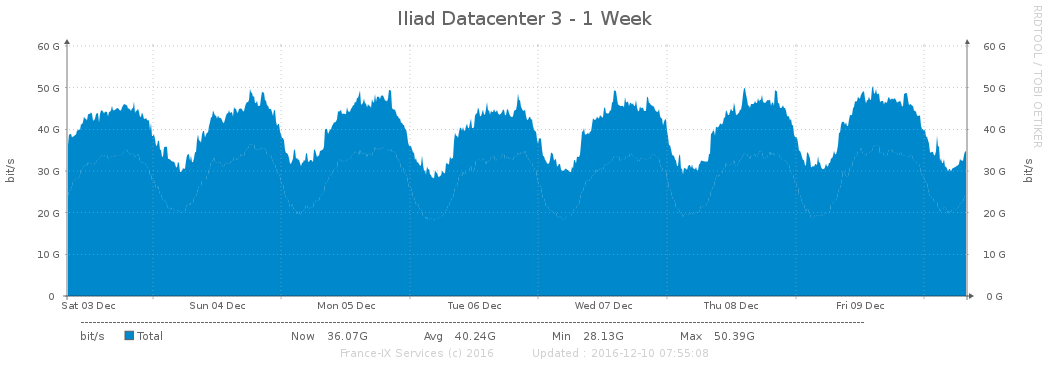 Iliad Datacenter 3 - 1 Week
RRDTOOL / TOBI OETIKER
60 G 60 G
50 G 50 G
40 G 40 G
30 G 30 G
20 G 20 G
10 G 10 G
0 0 G
bit/s bit/s
Sat 03 Dec Sun 04 Dec Mon 05 Dec Tue 06 Dec Wed 07 Dec Thu 08 Dec Fri 09 Dec
bit/s Total Now 36.07G Avg 40.24G Min 28.13G Max 50.39G
France-IX Services (c) 2016 Updated : 2016-12-10 07:55:08